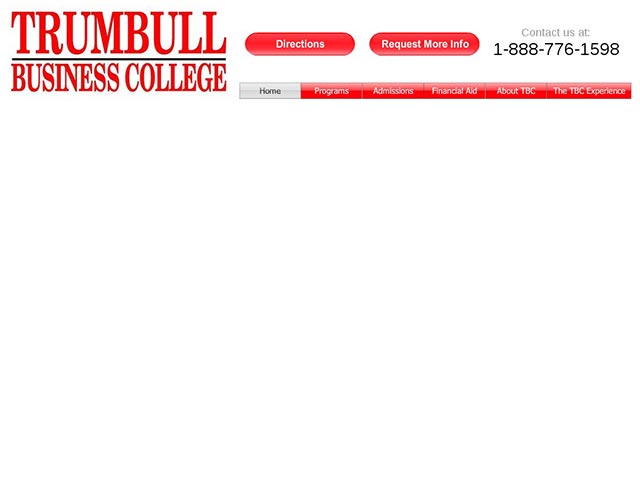 TRUMBULL
BUSINESS COLLEGE
Directions
Request More Info
Contact us at:
1-888-776-1598
Home
Programs
Admissions
Financial Aid
About TBC
The TBC Experience